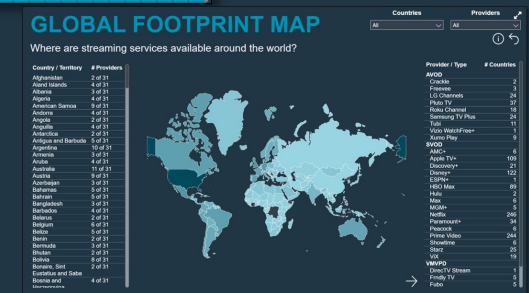 GLOBAL FOOTPRINT MAP
Where are streaming services available around the world?
Countries
All
Providers
All
Country / Territory # Providers
Afghanistan 2 of 31
Aland Islands 4 of 31
Albania 3 of 31
Algeria 4 of 31
American Samoa 9 of 31
Andorra 4 of 31
Angola 2 of 31
Anguilla 4 of 31
Antarctica 2 of 31
Antigua and Barbude 5 of 31
Argentina 10 of 31
Armenia 3 of 31
Aruba 4 of 31
Australia 11 of 31
Austria 9 of 31
Azerbaijan 3 of 31
Bahamas 5 of 31
Bahrain 5 of 31
Bangladesh 3 of 31
Barbados 4 of 31
Belarus 2 of 31
Belgium 6 of 31
Belize 5 of 31
Benin 2 of 31
Bermuda 3 of 31
Bhutan 2 of 31
Bolivia 8 of 31
Bonaire, Sint 2 of 31
Eustatius and Sabe
Bosnia and 4 of 31
Herzegovina
Provider / Type # Countries
AVOD
Crackle 2
Freevee 3
LG Channels 24
Pluto TV 37
Roku Channel 18
Samsung TV Plus 24
Tubi 11
Vizio WatchFree+ 1
Xumo Play 9
SVOD
AMC+ 6
Apple TV+ 109
Discovery+ 21
Disney+ 122
ESPN+ 1
HBO Max 89
Hulu 2
Max 6
MGM+ 5
Netflix 246
Paramount+ 34
Peacock 6
Prime Video 244
Showtime 6
Starz 25
ViX 19
VMVPD
DirecTV Stream 1
Frndly TV 5
Fubo 5